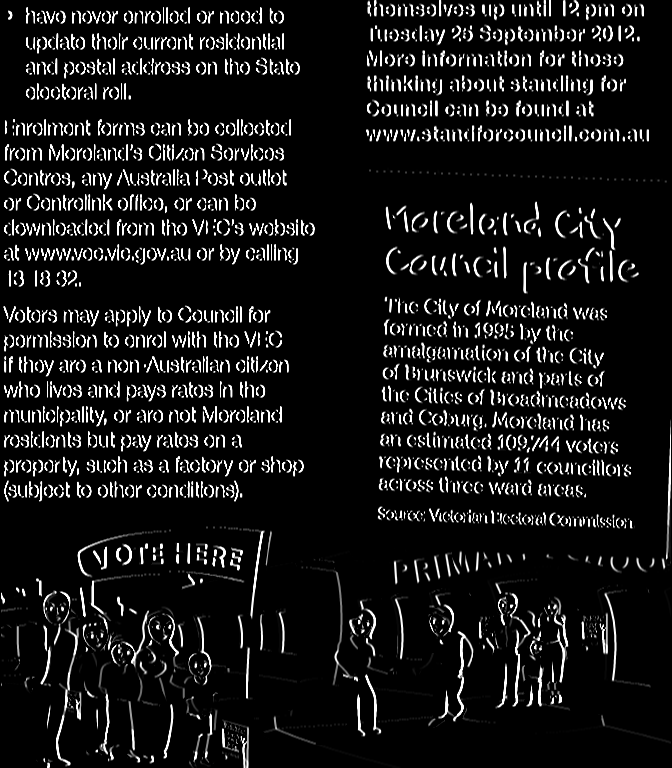 have never enrolled or need to
update their current residential
and postal address on the State
electoral roll.
Enrolment forms can be collected
from Moreland's Citizen Services
Centres, any Australia Post outlet
or Centrelink office, or can be
downloaded from the VEC's website
at www.vec.vic.gov.au or by calling
13 18 32.
Voters may apply to Council for
permission to enrol with the VEC
if they are a non-Australian citizen
who lives and pays rates in the
municipality, or are not Moreland
residents but pay rates on a
property, such as a factory or shop
(subject to other conditions).
themselves up until 12 pm on
Tuesday 25 September 2012.
More information for those
thinking about standing for
Council can be found at
www.standforcouncil.com.au
Moreland City
Council profile
The City of Moreland was
formed in 1995 by the
amalgamation of the City
of Brunswick and parts of
the Cities of Broadmeadows
and Coburg. Moreland has
an estimated 109,744 voters
represented by 11 councillors
across three ward areas.
Source: Victorian Electoral Commission
VOTE HERE
PRIMARY SCHOOL